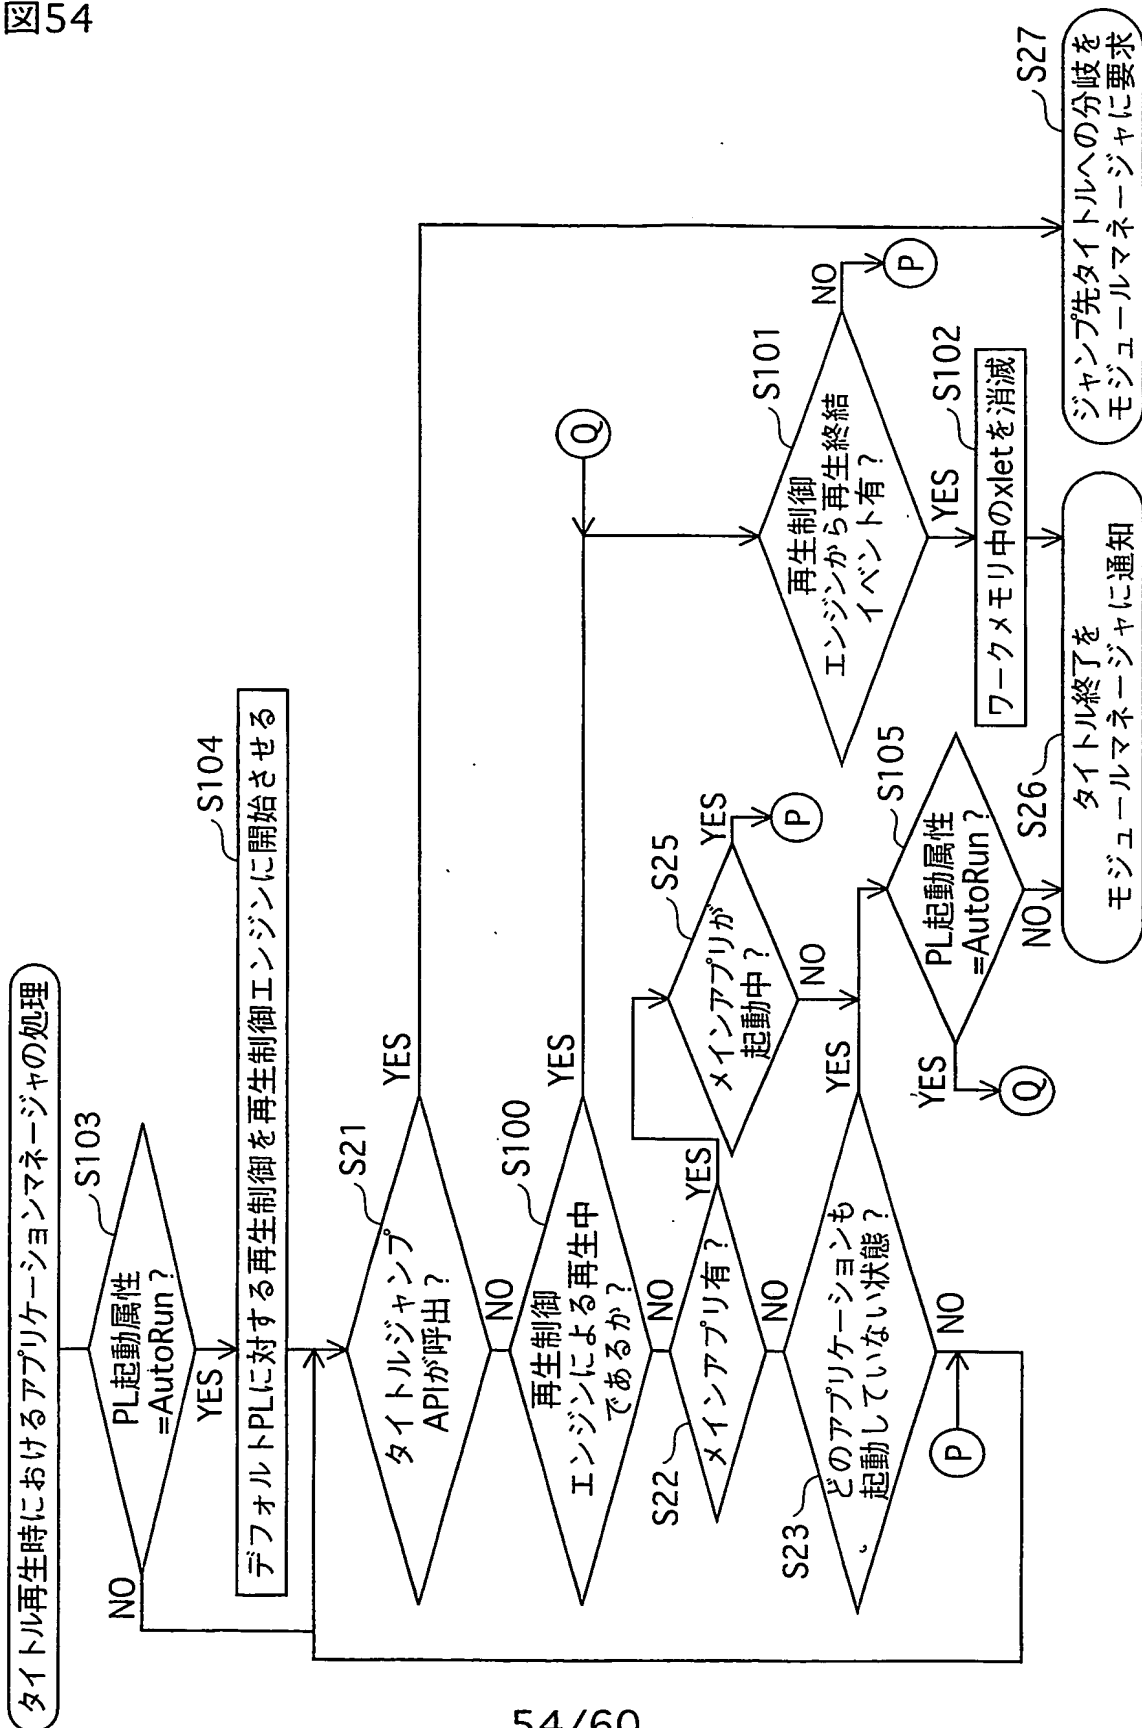 図54
タイトル再生時におけるアプリケーションマネージャの処理
S103
PL起動属性
=AutoRun?
NO
YES
S104
デフォルトPLに対する再生制御を再生制御エンジンに開始させる
S21
タイトルジャンプ
APIが呼出?
YES
NO
S100
再生制御
エンジンによる再生中
であるか?
YES
NO
Q
S22
メインアプリ有?
YES
NO
S25
メインアプリが
起動中?
YES
P
NO
S101
再生制御
エンジンから再生終結
イベント有?
NO
P
YES
S102
ワークメモリ中のxletを消滅
S23
どのアプリケーションも
起動していない状態?
YES
NO
P
S105
PL起動属性
=AutoRun?
YES
Q
NO
S26
タイトル終了を
モジュールマネージャに通知
S27
ジャンプ先タイトルへの分岐を
モジュールマネージャに要求
54/60